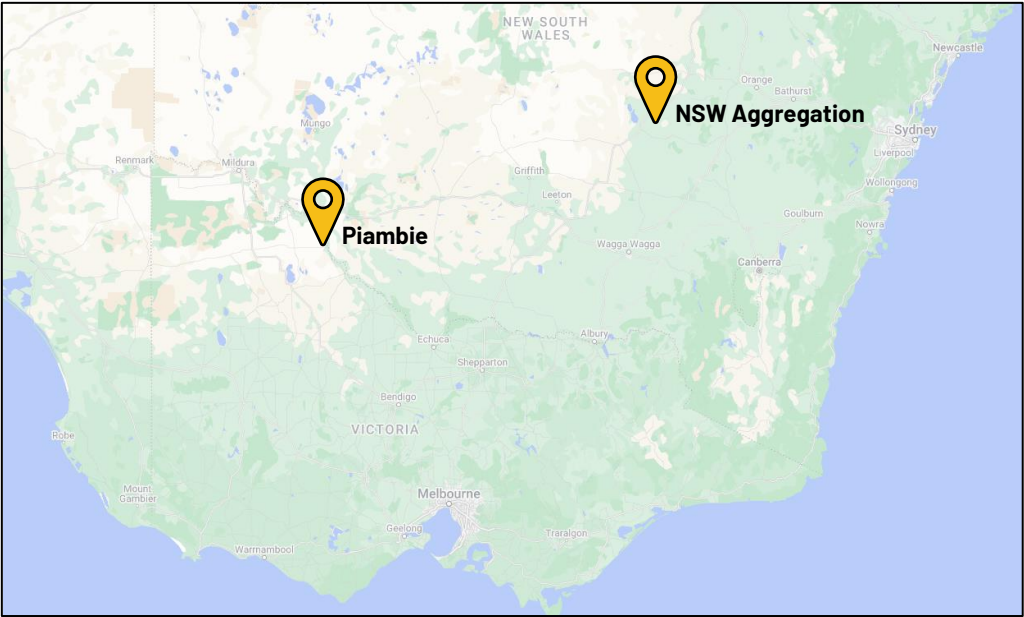 NEW SOUTH
WALES
Newcastle
Orange
Bathurst
NSW Aggregation
Mungo
Sydney
Liverpool
Renmark
Mildura
Griffith
Wollongong
Leeton
Goulburn
Nowra
Piambie
Wagga Wagga
Canberra
Echuca
Albury
Shepparton
Bendigo
VICTORIA
Robe
Mount
Gambier
Melbourne
Geelong
Traralgon
Warrnambool